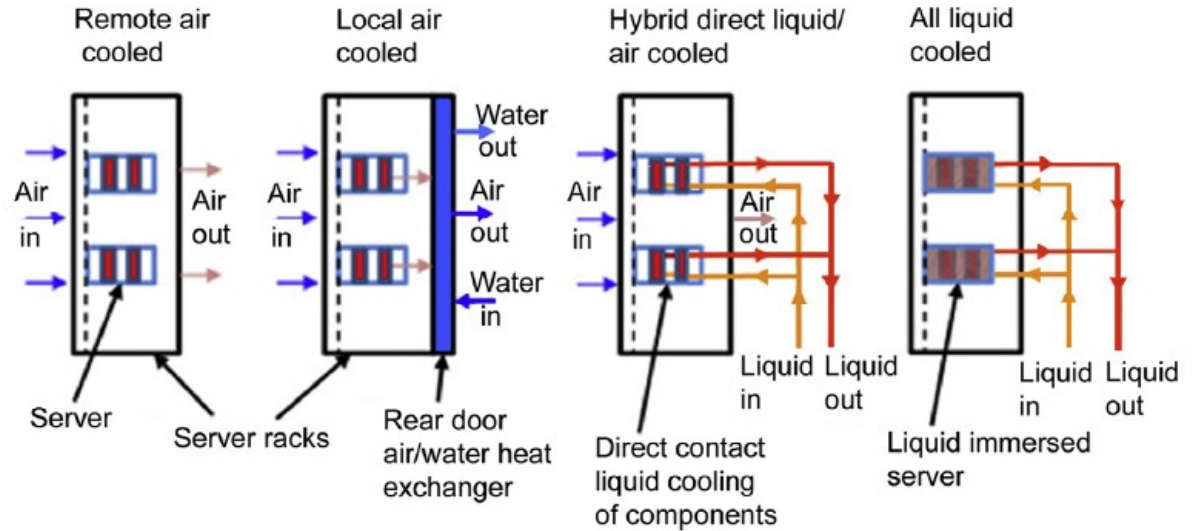 Remote air
cooled
Local air
cooled
Hybrid direct liquid/
air cooled
All liquid
cooled
Air
in
Air
out
Air
in
Water
out
Air
out
Water
in
Air
in
Air
out
Liquid
in
Liquid
out
Liquid
in
Liquid
out
Server
Server racks
Rear door
air/water heat
exchanger
Direct contact
liquid cooling
of components
Liquid immersed
server